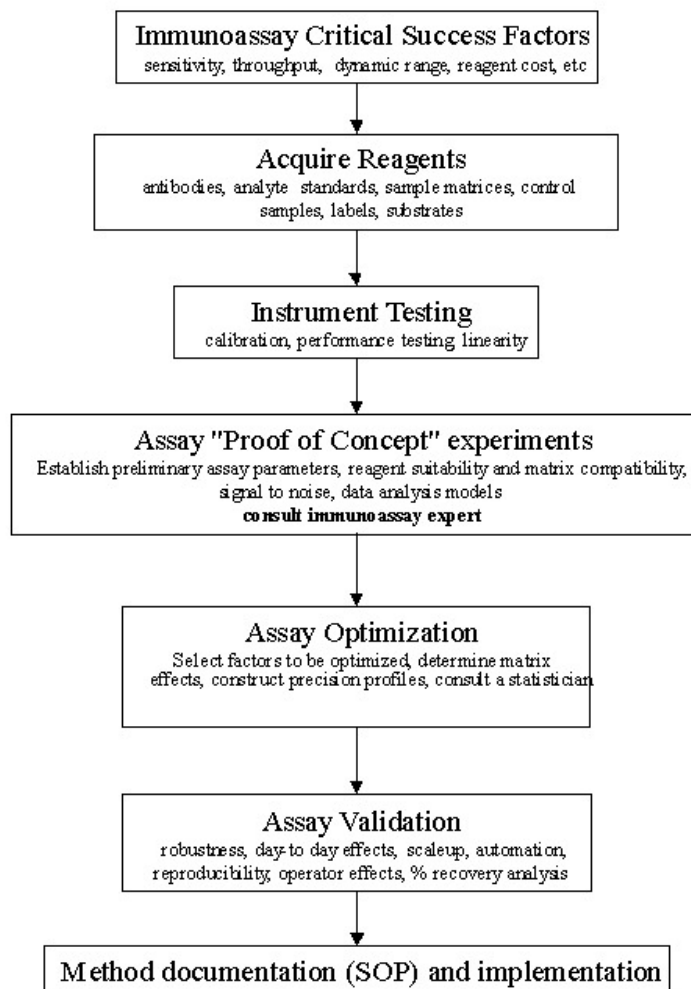 Immunoassay Critical Success Factors
sensitivity, throughput, dynamic range, reagent cost, etc
Acquire Reagents
antibodies, analyte standards, sample matrices, control
samples, labels, substrates
Instrument Testing
calibration, performance testing, linearity
Assay "Proof of Concept" experiments
Establish preliminary assay parameters, reagent suitability and matrix compatibility,
signal to noise, data analysis models
consult immunoassay expert
Assay Optimization
Select factors to be optimized, determine matrix
effects, construct precision profiles, consult a statistician
Assay Validation
robustness, day-to day effects, scaleup, automation,
reproducibility, operator effects, % recovery analysis
Method documentation (SOP) and implementation